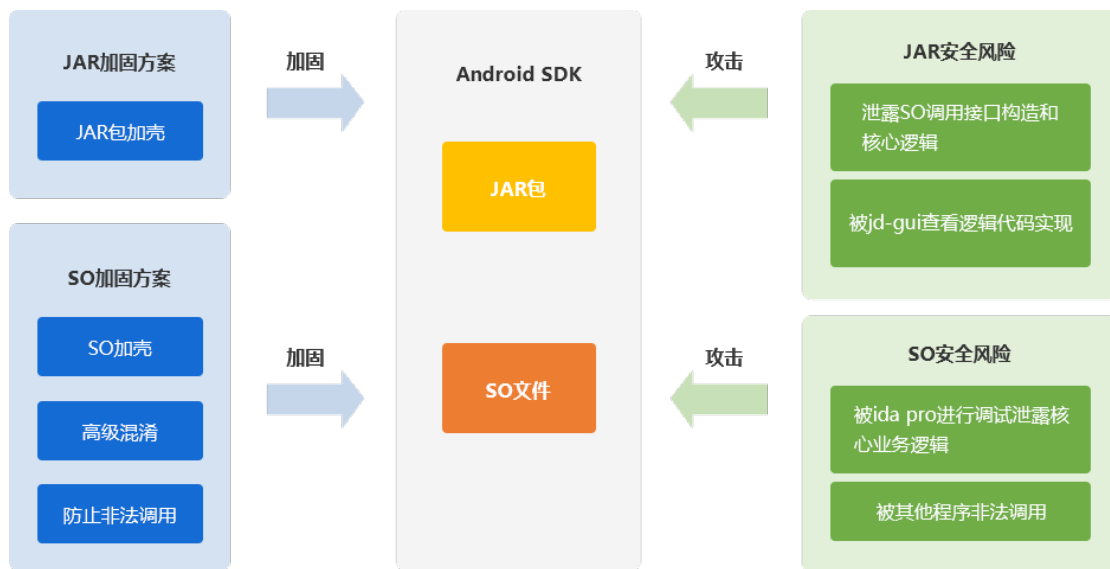 JAR加固方案
JAR包加壳
SO加固方案
SO加壳
高级混淆
防止非法调用
加固
加固
Android SDK
JAR包
SO文件
攻击
攻击
JAR安全风险
泄露SO调用接口构造和
核心逻辑
被jd-gui查看逻辑代码实现
SO安全风险
被ida pro进行调试泄露核
心业务逻辑
被其他程序非法调用